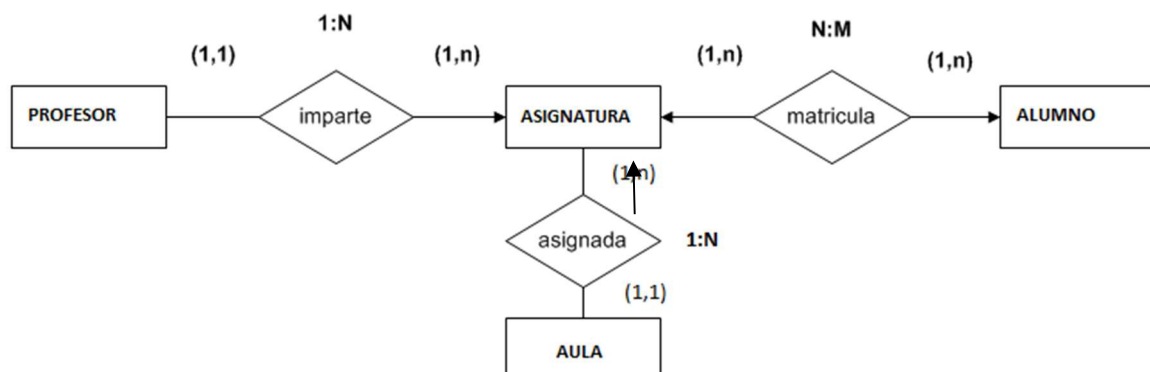 1:N
N:M
(1,1)
(1,n)
(1,n)
(1,n)
PROFESOR
imparte
ASIGNATURA
matricula
ALUMNO
(1,n)
asignada
1:N
(1,1)
AULA